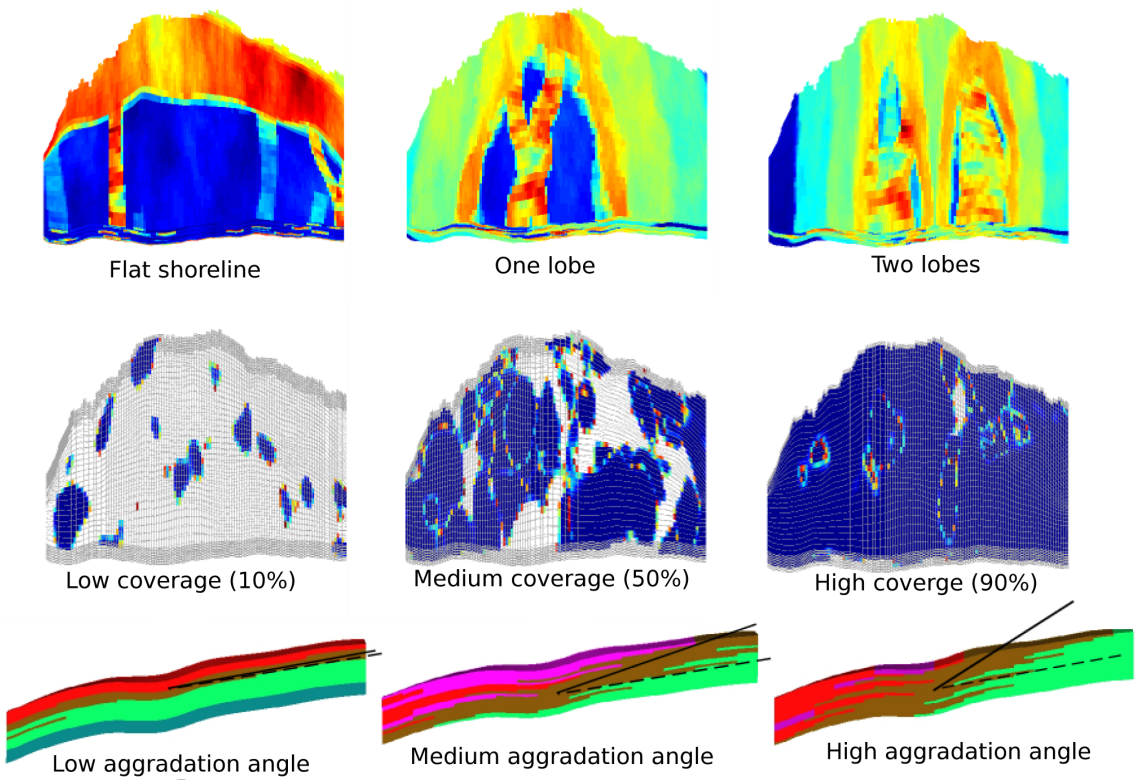 Flat shoreline
One lobe
Two lobes
Low coverage (10%)
Medium coverage (50%)
High coverge (90%)
Low aggradation angle
Medium aggradation angle
High aggradation angle